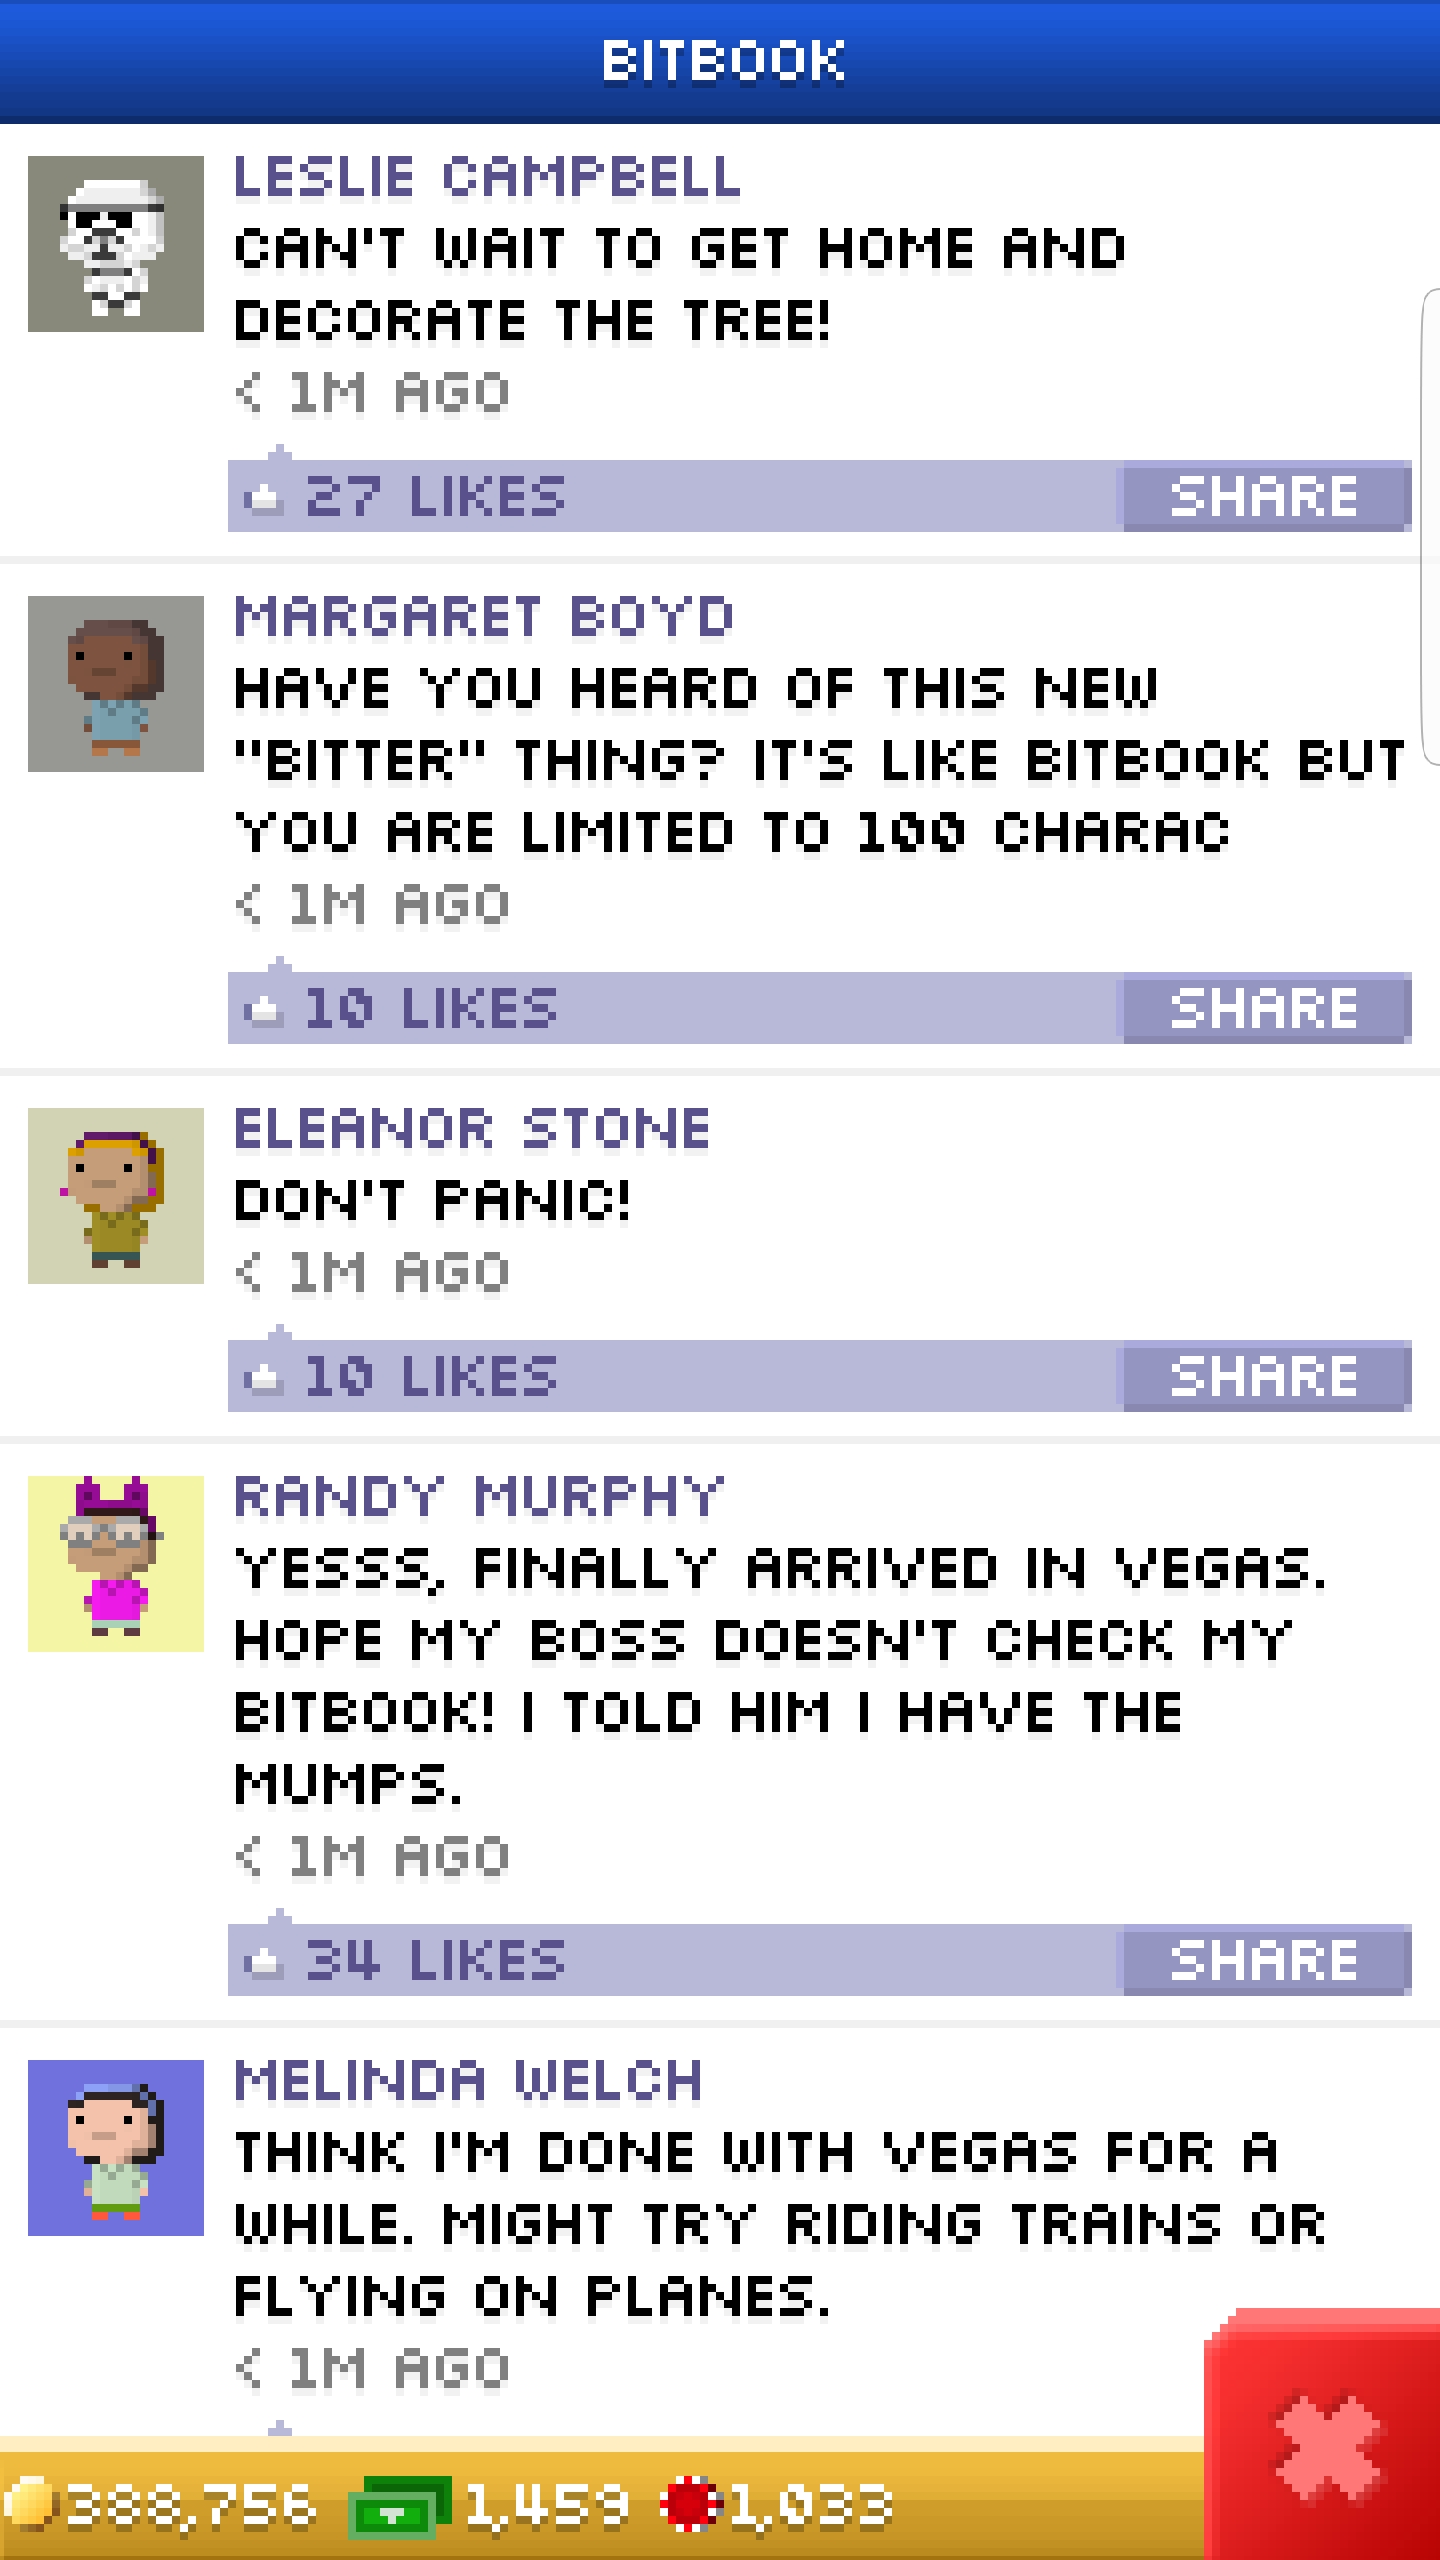 BITBOOK
LESLIE CAMPBELL
CAN'T WAIT TO GET HOME AND
DECORATE THE TREE!
< 1M AGO
27 LIKES
SHARE
MARGARET BOYD
HAVE YOU HEARD OF THIS NEW
"BITTER" THING? IT'S LIKE BITBOOK BUT
YOU ARE LIMITED TO 100 CHARAC
< 1M AGO
10 LIKES
SHARE
ELEANOR STONE
DON'T PANIC!
< 1M AGO
10 LIKES
SHARE
RANDY MURPHY
YESSS, FINALLY ARRIVED IN VEGAS.
HOPE MY BOSS DOESN'T CHECK MY
BITBOOK! I TOLD HIM I HAVE THE
MUMPS.
< 1M AGO
34 LIKES
SHARE
MELINDA WELCH
THINK I'M DONE WITH VEGAS FOR A
WHILE. MIGHT TRY RIDING TRAINS OR
FLYING ON PLANES.
< 1M AGO
388,756
1,459
1,033